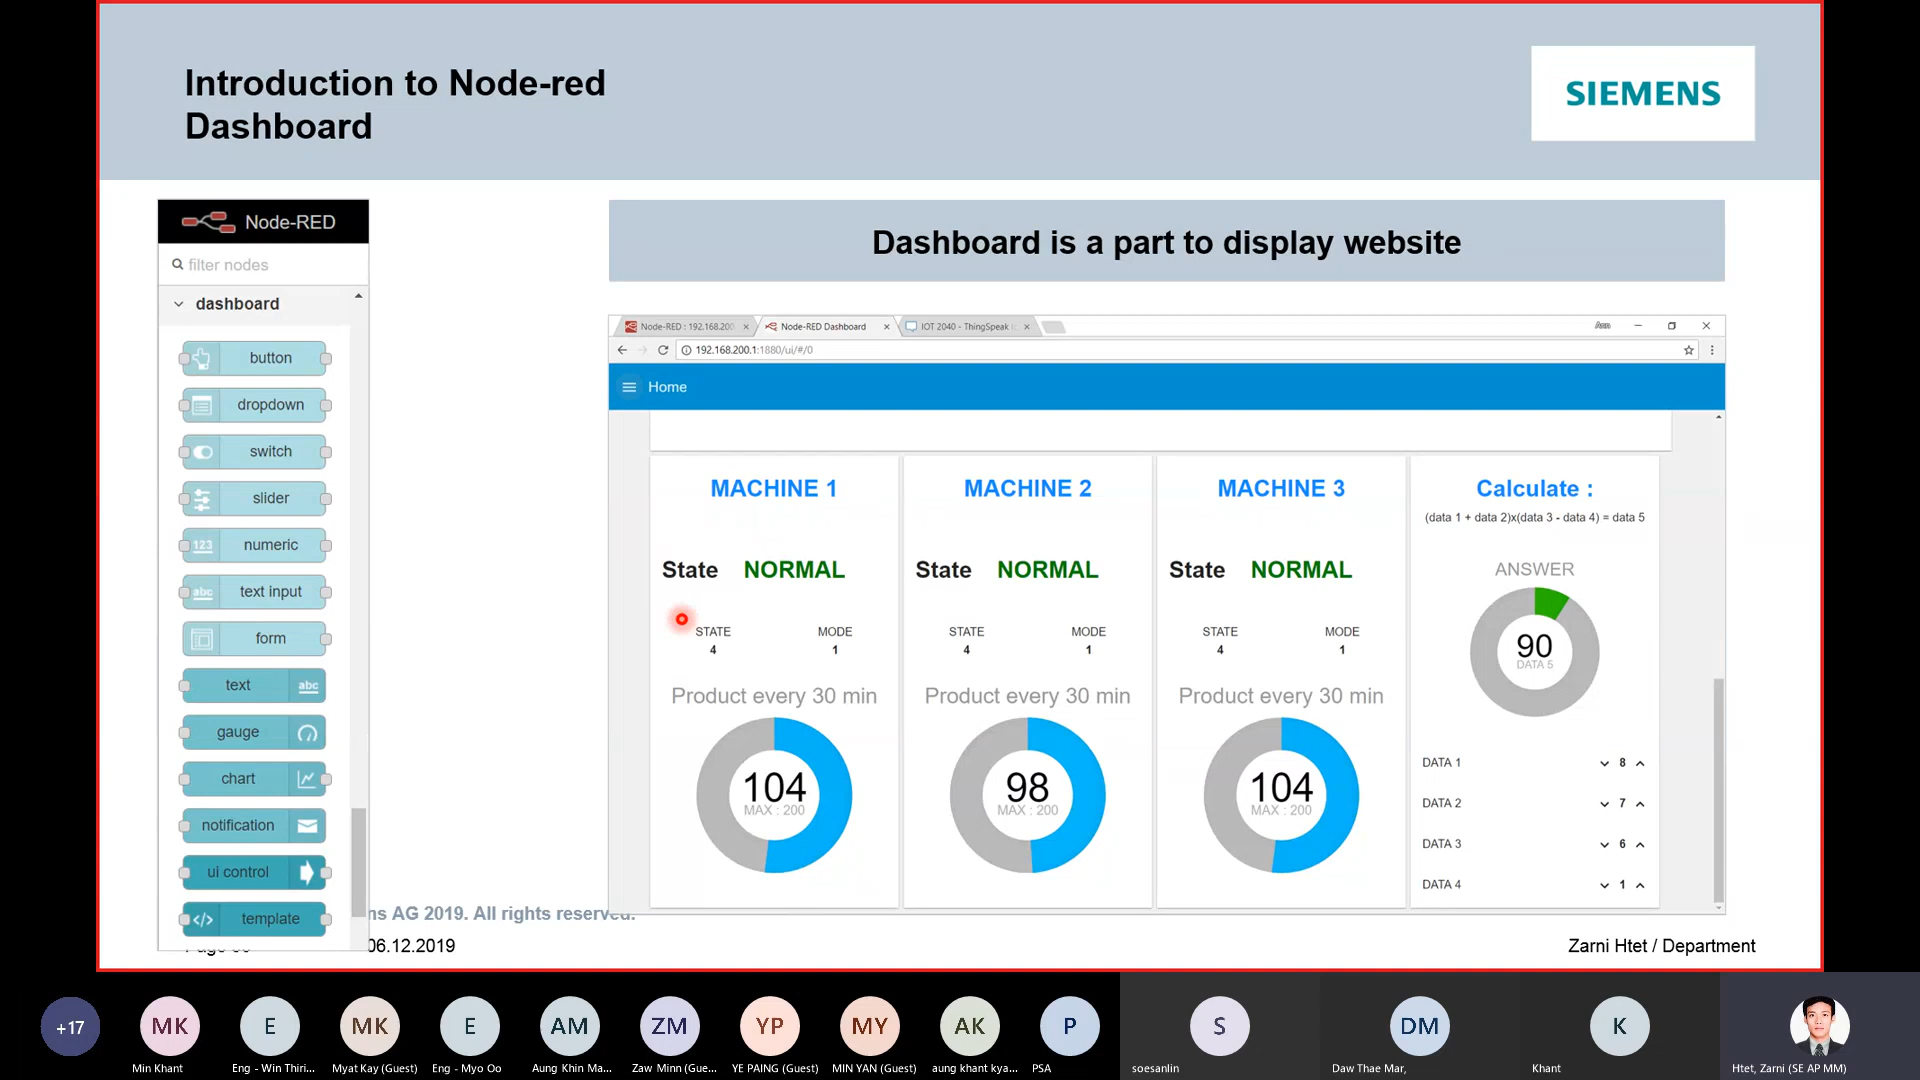 Introduction to Node-red
Dashboard
SIEMENS
Node-RED
filter nodes
dashboard
button
dropdown
switch
slider
123 numeric
abc text input
form
text abc
gauge
chart
notification
ui control
</> template
Dashboard is a part to display website
Node-RED : 192.168.200
Node-RED Dashboard
IOT 2040 - ThingSpeak
192.168.200.1:1880/ui/#/0
Home
MACHINE 1
State NORMAL
STATE MODE
4 1
Product every 30 min
104
MAX : 200
MACHINE 2
State NORMAL
STATE MODE
4 1
Product every 30 min
98
MAX : 200
MACHINE 3
State NORMAL
STATE MODE
4 1
Product every 30 min
104
MAX : 200
Calculate :
(data 1 + data 2)x(data 3 - data 4) = data 5
ANSWER
90
DATA 5
DATA 1 8
DATA 2 7
DATA 3 6
DATA 4 1
ns AG 2019. All rights reserved.
06.12.2019
Zarni Htet / Department
+17
MK
Min Khant
E
Eng - Win Thiri...
MK
Myat Kay (Guest)
E
Eng - Myo Oo
AM
Aung Khin Ma...
ZM
Zaw Minn (Gue...
YP
YE PAING (Guest)
MY
MIN YAN (Guest)
AK
aung khant kya...
P
PSA
S
soesanlin
DM
Daw Thae Mar,
K
Khant
Htet, Zarni (SE AP MM)